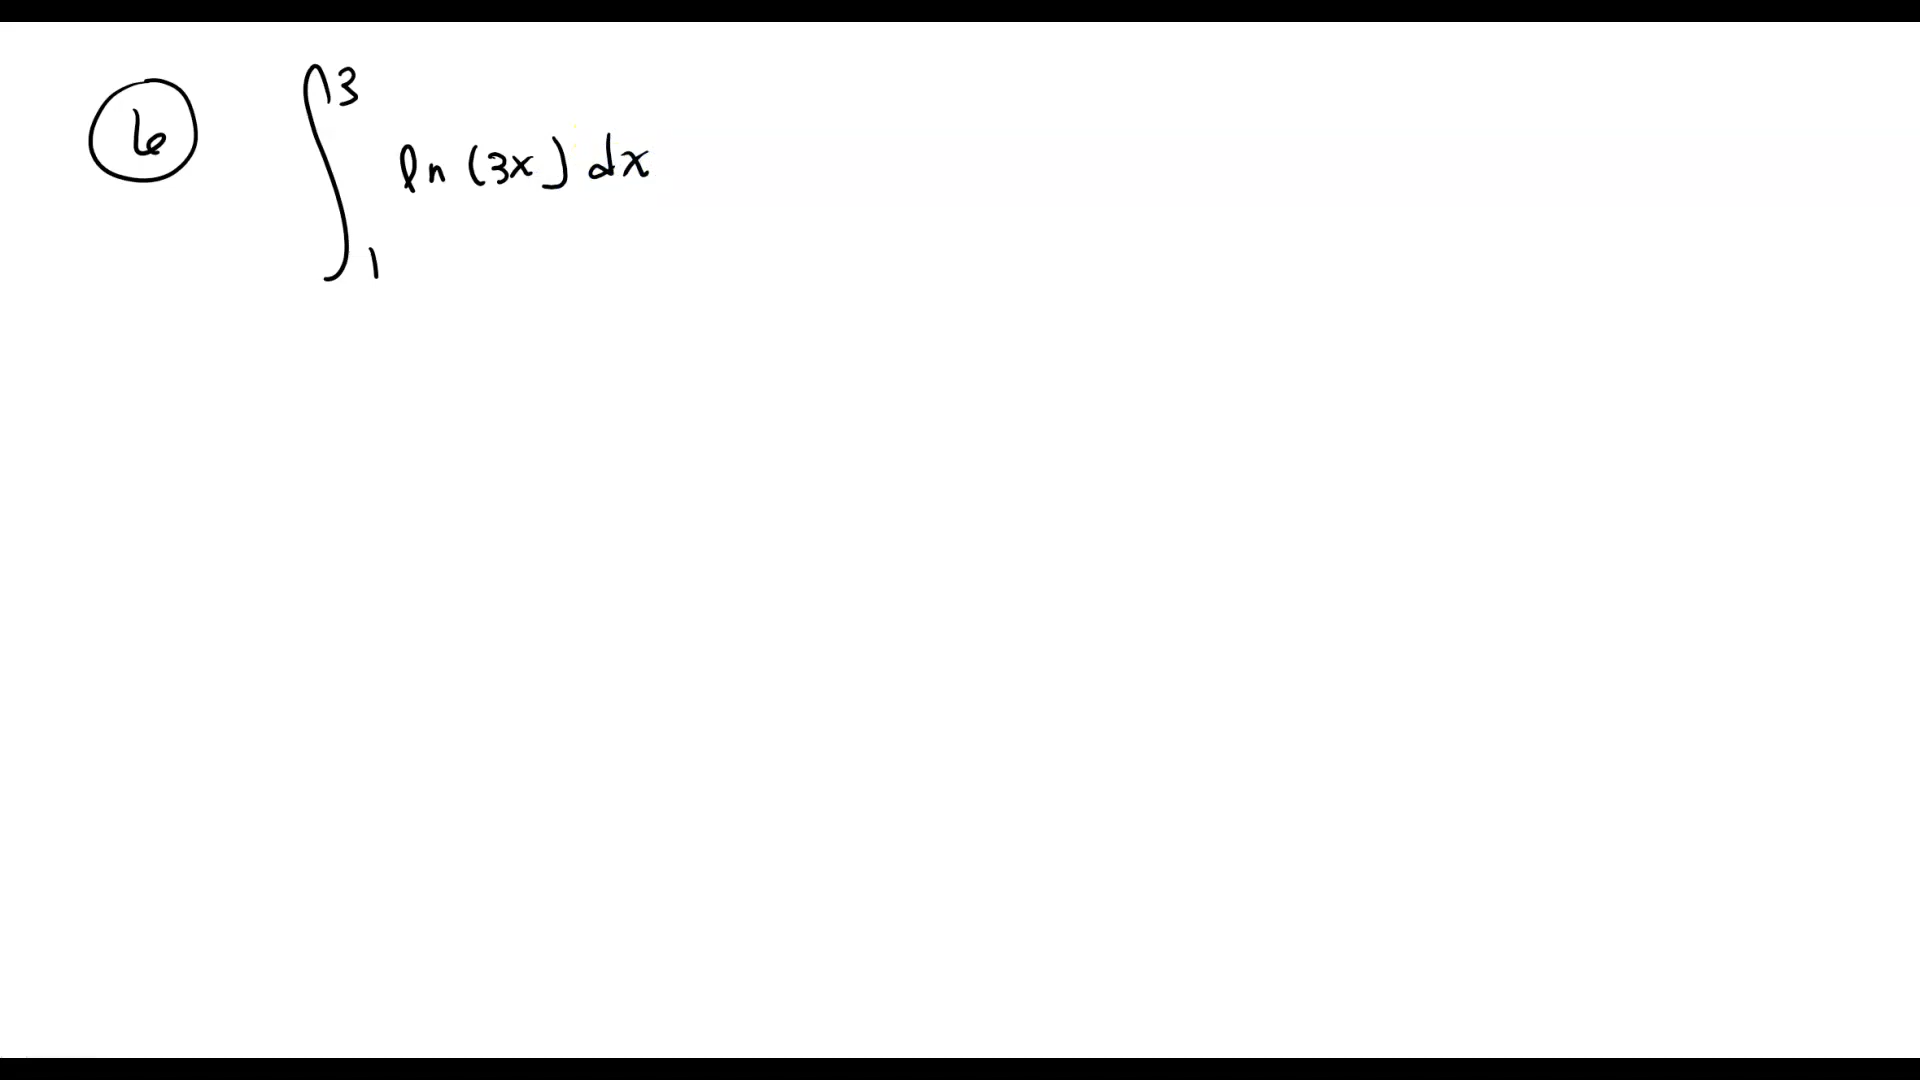 6 ∫₁³ ln (3x) dx